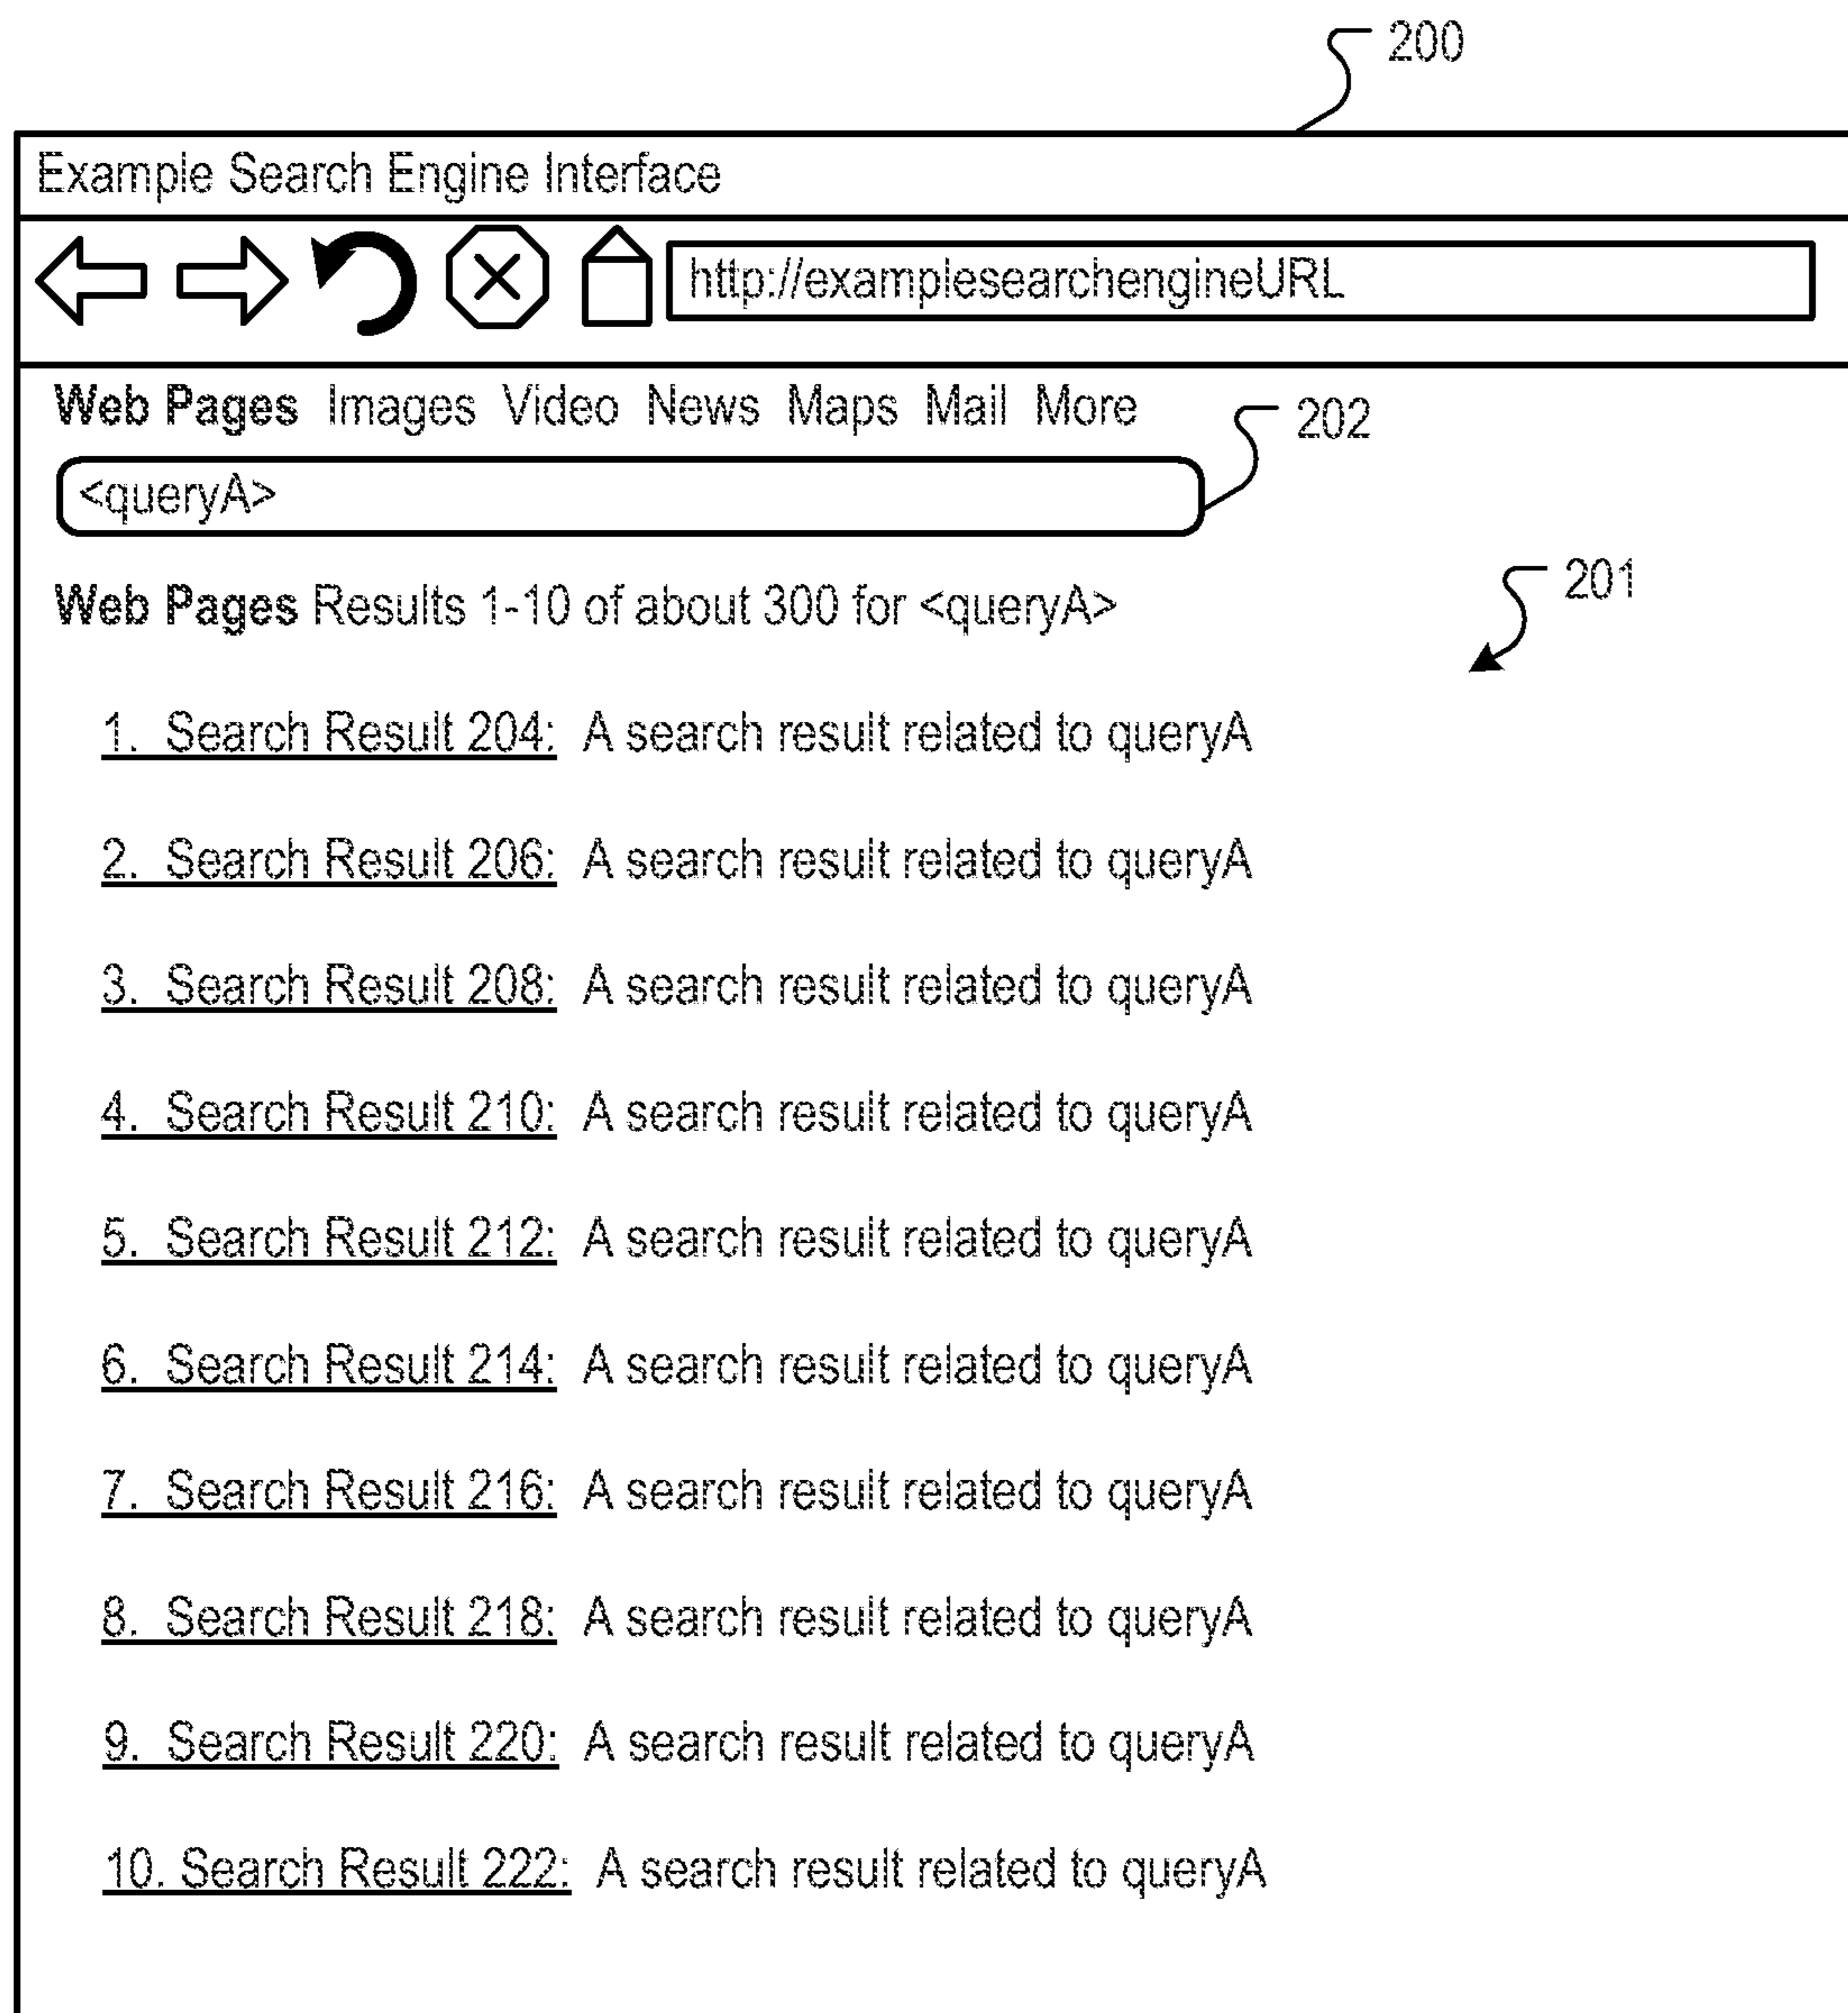 200
Example Search Engine Interface
http://examplesearchengineURL
Web Pages Images Video News Maps Mail More
202
<queryA>
201
Web Pages Results 1-10 of about 300 for <queryA>
1. Search Result 204: A search result related to queryA
2. Search Result 206: A search result related to queryA
3. Search Result 208: A search result related to queryA
4. Search Result 210: A search result related to queryA
5. Search Result 212: A search result related to queryA
6. Search Result 214: A search result related to queryA
7. Search Result 216: A search result related to queryA
8. Search Result 218: A search result related to queryA
9. Search Result 220: A search result related to queryA
10. Search Result 222: A search result related to queryA